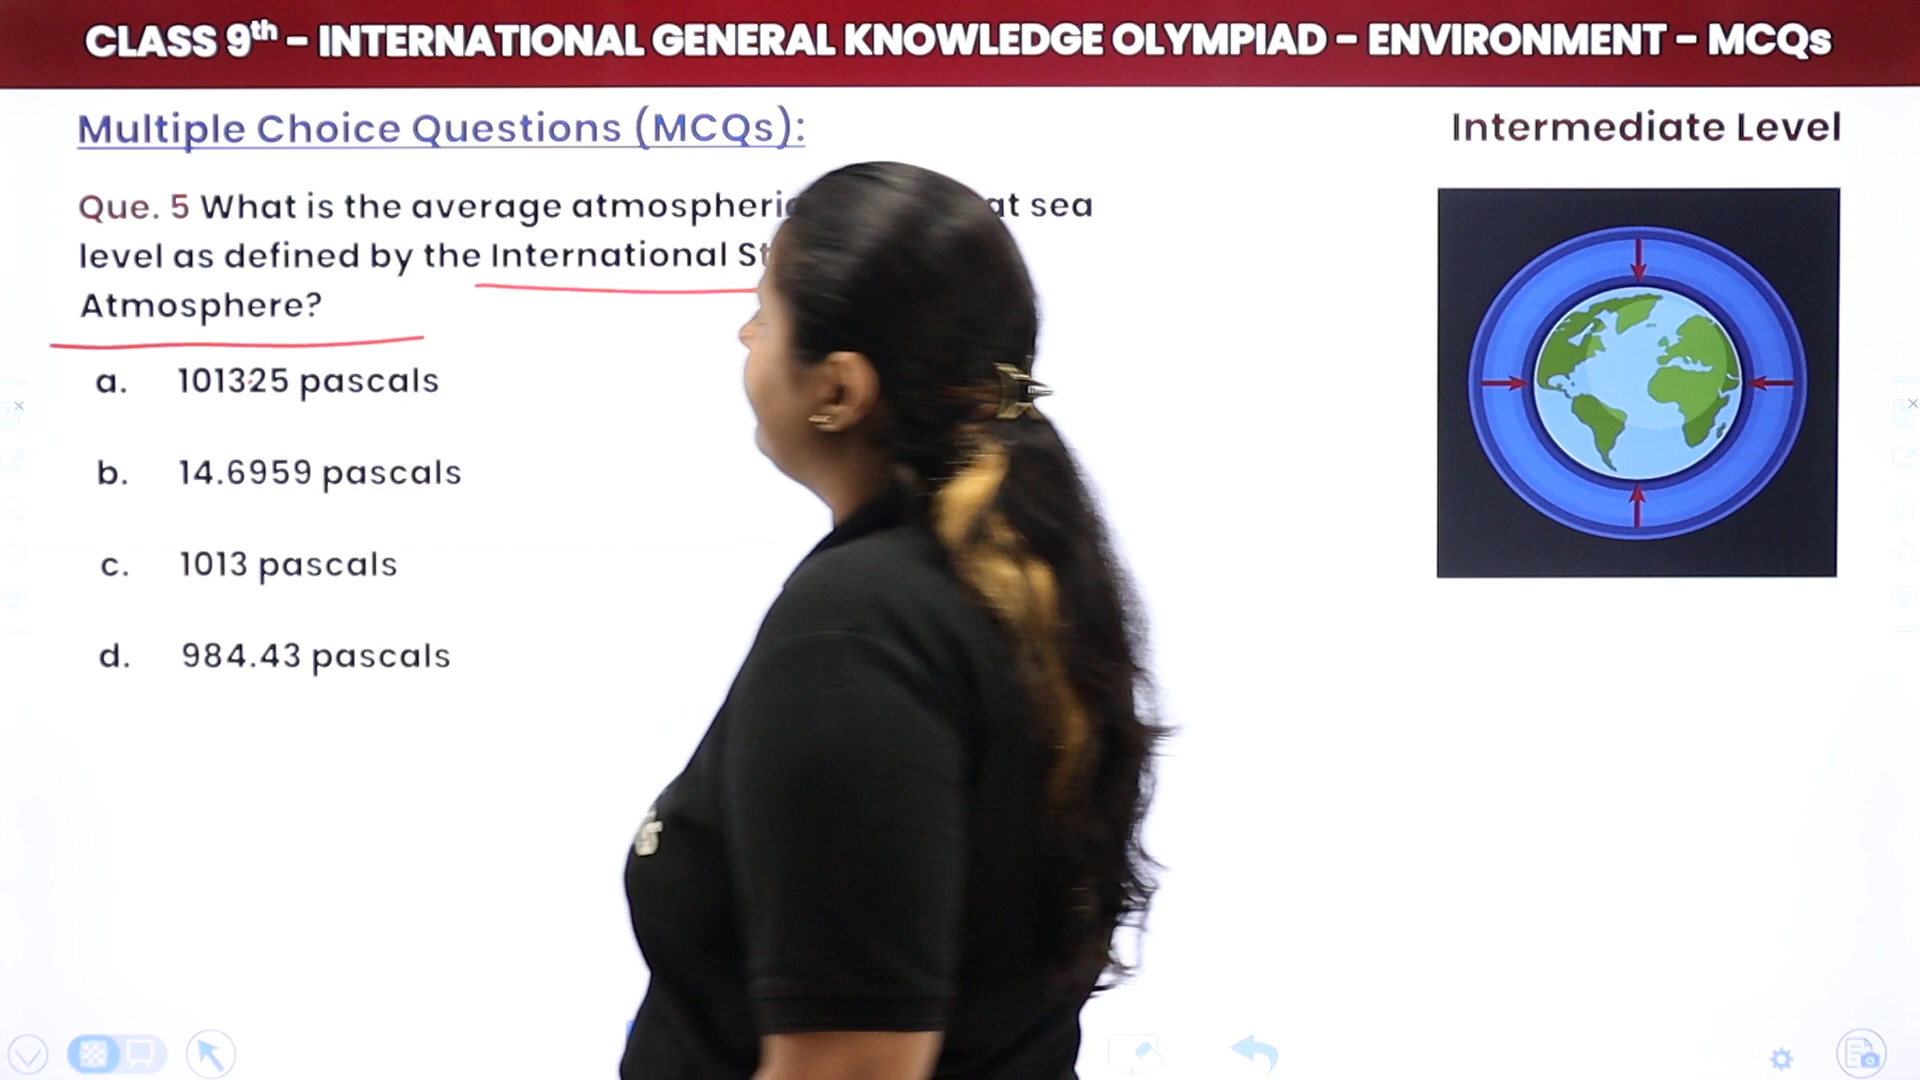 CLASS 9th - INTERNATIONAL GENERAL KNOWLEDGE OLYMPIAD - ENVIRONMENT - MCQs
Multiple Choice Questions (MCQs):
Intermediate Level
Que. 5 What is the average at sea
level as defined by the International
Atmosphere?
a. 101325 pascals
b. 14.6959 pascals
c. 1013 pascals
d. 984.43 pascals